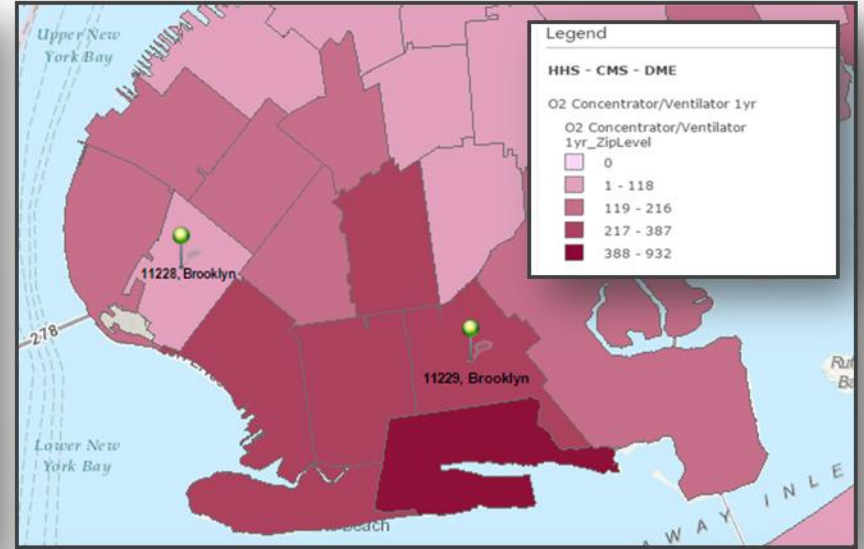 Upper New
York Bay
Legend
HHS - CMS - DME
O2 Concentrator/Ventilator 1yr
O2 Concentrator/Ventilator
1yr_ZipLevel
0
1 - 118
119 - 216
217 - 387
388 - 932
11228, Brooklyn
278
11229, Brooklyn
Lower New
York Bay
Beach
AWAY INLE